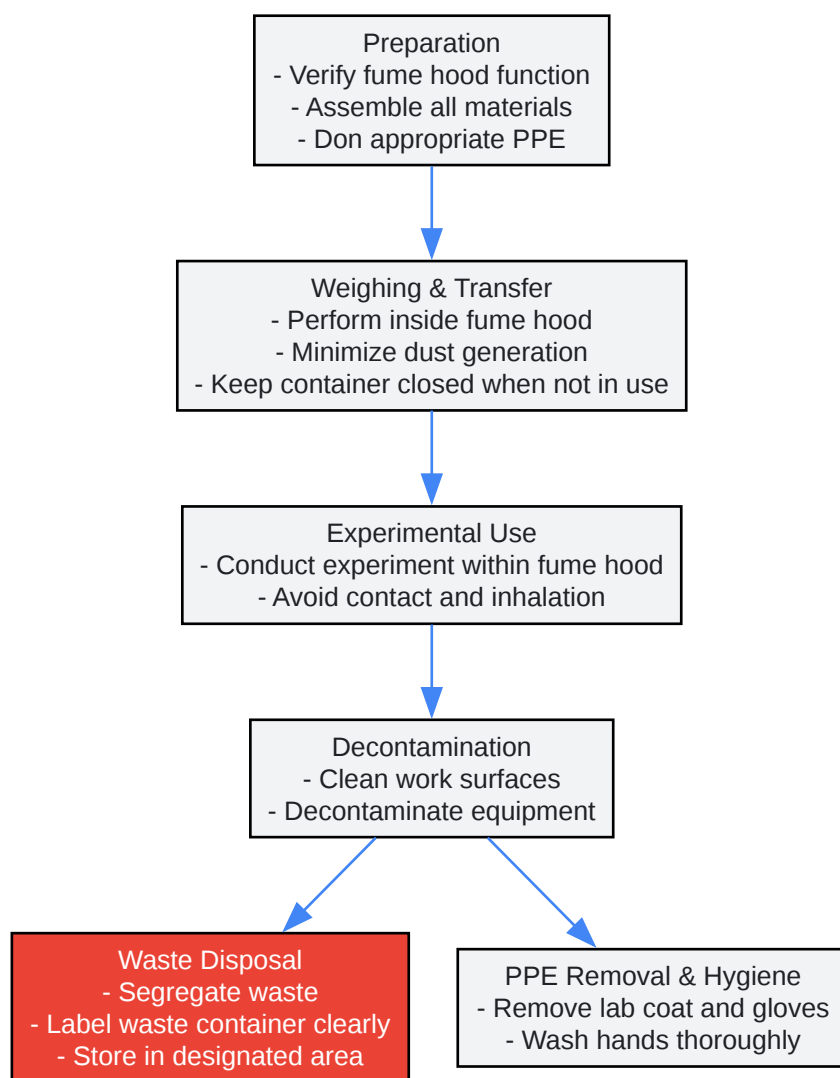 Preparation
- Verify fume hood function
- Assemble all materials
- Don appropriate PPE
Weighing & Transfer
- Perform inside fume hood
- Minimize dust generation
- Keep container closed when not in use
Experimental Use
- Conduct experiment within fume hood
- Avoid contact and inhalation
Decontamination
- Clean work surfaces
- Decontaminate equipment
Waste Disposal
- Segregate waste
- Label waste container clearly
- Store in designated area
PPE Removal & Hygiene
- Remove lab coat and gloves
- Wash hands thoroughly